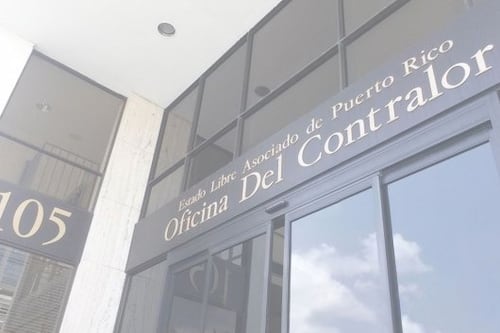 Estado Libre Asociado de Puerto Rico
Oficina Del Contralor
105